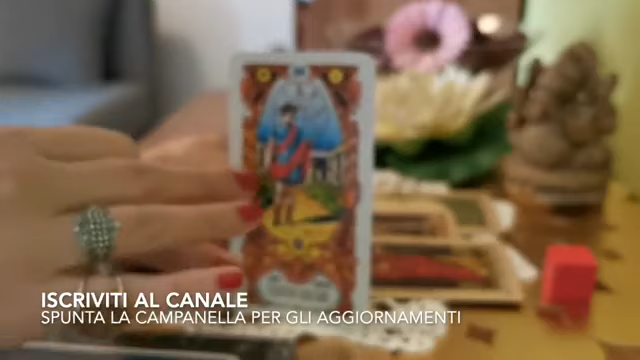 ISCRIVITI AL CANALE
SPUNTA LA CAMPANELLA PER GLI AGGIORNAMENTI